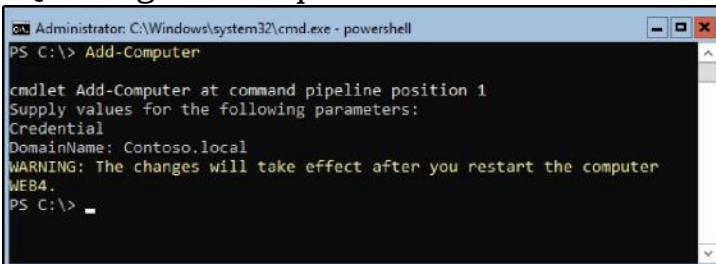 Administrator: C:\Windows\system32\cmd.exe - powershell
PS C:\> Add-Computer
cmdlet Add-Computer at command pipeline position 1
Supply values for the following parameters:
Credential
DomainName: Contoso.local
WARNING: The changes will take effect after you restart the computer
WEB4.
PS C:\> _